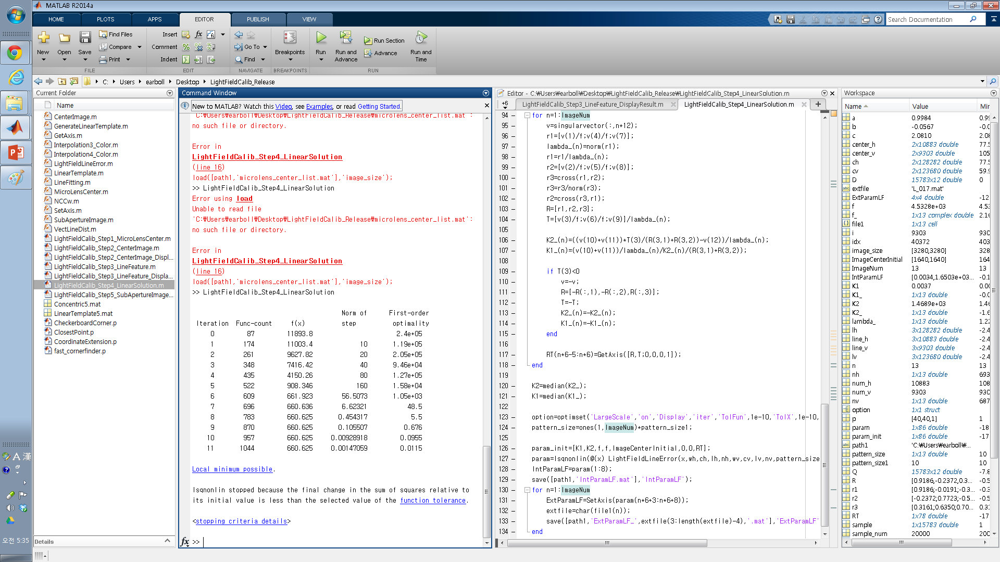 MATLAB R2014a
HOME PLOTS APPS EDITOR PUBLISH VIEW
Search Documentation
New Open Save Find Files Compare Print
Insert Comment Indent
Go To Find
Breakpoints
Run Run and Advance Run Section Advance Run and Time
FILE EDIT NAVIGATE BREAKPOINTS RUN
C: Users earboll Desktop LightFieldCalib_Release
Current Folder
Name
CenterImage.m
GenerateLinearTemplate.m
GetAxis.m
Interpolation3_Color.m
Interpolation4_Color.m
LightFieldLineError.m
LinearTemplate.m
LineFitting.m
MicroLensCenter.m
NCCw.m
SetAxis.m
SubApertureImage.m
VectLineDist.m
LightFieldCalib_Step1_MicroLensCenter.m
LightFieldCalib_Step2_CenterImage.m
LightFieldCalib_Step2_CenterImage_Displ...
LightFieldCalib_Step3_LineFeature.m
LightFieldCalib_Step3_LineFeature_Displa...
LightFieldCalib_Step4_LinearSolution.m
LightFieldCalib_Step5_SubApertureImage...
Concentric5.mat
LinearTemplate5.mat
CheckerboardCorner.p
ClosestPoint.p
CoordinateExtension.p
fast_cornerfinder.p
Details
A 漢
오전 5:35
Command Window
New to MATLAB? Watch this Video, see Examples, or read Getting Started.
'C:₩Users₩earboll₩Desktop₩LightFieldCalib_Release₩microlens_center_list.mat':
no such file or directory.
Error in
LightFieldCalib_Step4_LinearSolution
(line 16)
load([path1,'microlens_center_list.mat'],'image_size');
>> LightFieldCalib_Step4_LinearSolution
Error using load
Unable to read file
'C:₩Users₩earboll₩Desktop₩LightFieldCalib_Release₩microlens_center_list.mat':
no such file or directory.
Error in
LightFieldCalib_Step4_LinearSolution
(line 16)
load([path1,'microlens_center_list.mat'],'image_size');
>> LightFieldCalib_Step4_LinearSolution
Norm of First-order
Iteration Func-count f(x) step optimality
0 87 11893.8 2.4e+05
1 174 11003.4 10 1.19e+05
2 261 9627.82 20 2.05e+05
3 348 7416.42 40 9.46e+04
4 435 4150.26 80 1.27e+05
5 522 908.346 160 1.58e+04
6 609 661.923 56.5073 1.05e+03
7 696 660.636 6.62321 48.5
8 783 660.625 0.454317 5.5
9 870 660.625 0.105507 0.676
10 957 660.625 0.00928918 0.0955
11 1044 660.625 0.00147059 0.0115
Local minimum possible.
lsqnonlin stopped because the final change in the sum of squares relative to
its initial value is less than the selected value of the function tolerance.
<stopping criteria details>
fx >>
Editor - C:₩Users₩earboll₩Desktop₩LightFieldCalib_Release₩LightFieldCalib_Step4_LinearSolution.m
+6 LightFieldCalib_Step3_LineFeature_DisplayResult.m LightFieldCalib_Step4_LinearSolution.m
94 – for n=1:ImageNum
95 – v=singularvector(:,n*12);
96 – r1=[v(1)/f;v(4)/f;v(7)];
97 – lambda_(n)=norm(r1);
98 – r1=r1/lambda_(n);
99 – r2=[v(2)/f;v(5)/f;v(8)];
100 – r3=cross(r1,r2);
101 – r3=r3/norm(r3);
102 – r2=cross(r3,r1);
103 – R=[r1,r2,r3];
104 – T=[v(3)/f;v(6)/f;v(9)]/lambda_(n);
105
106 – K2_(n)=((v(10)+v(11))*T(3)/(R(3,1)+R(3,2))-v(12))/lambda_(n);
107 – K1_(n)=(v(10)+v(11))/lambda_(n)/K2_(n)/(R(3,1)+R(3,2));
108
109 – if T(3)<0
110 – v=-v;
111 – R=[-R(:,1),-R(:,2),R(:,3)];
112 – T=-T;
113 – K2_(n)=-K2_(n);
114 – K1_(n)=-K1_(n);
115 – end
116
117 – RT(n*6-5:n*6)=GetAxis([R,T;0,0,0,1]);
118 – end
119
120 – K2=median(K2_);
121 – K1=median(K1_);
122
123 – option=optimset('LargeScale','on','Display','iter','TolFun',1e-10,'TolX',1e-10,
124 – pattern_size=ones(1,ImageNum)*pattern_size1;
125
126 – param_init=[K1,K2,f,f,ImageCenterInitial,0,0,RT];
127 – param=lsqnonlin(@(x) LightFieldLineError(x,wh,ch,lh,nh,wv,cv,lv,nv,pattern_size
128 – IntParamLF=param(1:8);
129 – save([path1,'IntParamLF.mat'],'IntParamLF');
130 – for n=1:ImageNum
131 – ExtParamLF=SetAxis(param(n*6+3:n*6+8));
132 – extfile=char(file1(n));
133 – save([path1,'ExtParamLF_',extfile(3:length(extfile)-4),'.mat'],'ExtParamLF'
134 – end
Workspace
Name Value Mir
a 0.9984 0.99
b -0.0567 -0.0
c 2.0810 2.08
center_h 2x10883 double 77.5
center_v 2x9303 double 105
ch 2x128282 double 77.5
cv 2x123680 double 59.9
D 15783x12 double 0
extfile 'L_017.mat'
ExtParamLF 4x4 double -12
f 4.5328e+03 4.53
f_ 1x13 complex double 2.16
file1 1x13 cell
i 9303 930
idx 40372 403
image_size [3280,3280] 328
ImageCenterInitial [1640,1640] 164
ImageNum 13 13
IntParamLF [0.0034,1.6503e+03... -0.1
K1 0.0037 0.00
K1_ 1x13 double -0.0
K2 1.4689e+03 1.46
K2_ 1x13 double -1.6
lambda_ 1x13 double 1.22
lh 3x128282 double -2.4
line_h 3x10883 double -2.4
line_v 3x9303 double -2.4
lv 3x123680 double -2.4
n 13 13
nh 1x13 double 693
num_h 10883 108
num_v 9303 930
nv 1x13 double 687
option 1x1 struct
p [40,40,1] 1
param 1x86 double -18
param_init 1x86 double -17
path1 'C:₩Users₩earboll₩...
pattern_size 1x13 double 10
pattern_size1 10 10
Q 15783x12 double -7.8
R [0.9186,-0.2372,0.3... -0.5
r1 [0.9186;-0.0191;-0.3... -0.3
r2 [-0.2372;0.7723;-0.5... -0.5
r3 [0.3161;0.6350;0.70... 0.31
RT 1x78 double -17
sample 1x15783 double 1
sample_num 20000 200